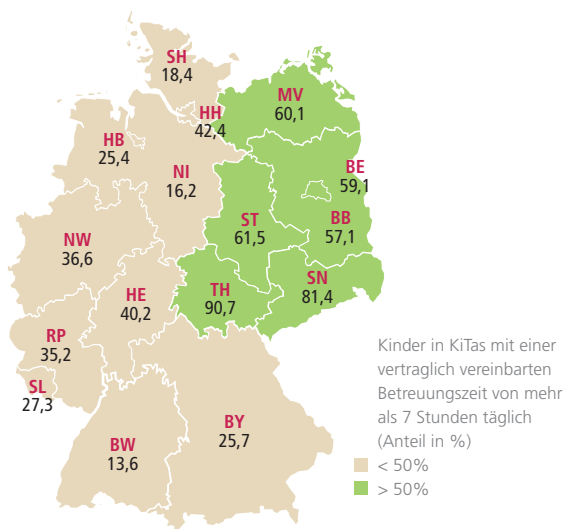 SH
18,4
HH
42,4
MV
60,1
HB
25,4
NI
16,2
BE
59,1
ST
61,5
BB
57,1
NW
36,6
HE
40,2
TH
90,7
SN
81,4
RP
35,2
SL
27,3
BW
13,6
BY
25,7
Kinder in KiTas mit einer
vertraglich vereinbarten
Betreuungszeit von mehr
als 7 Stunden täglich
(Anteil in %)
< 50%
> 50%